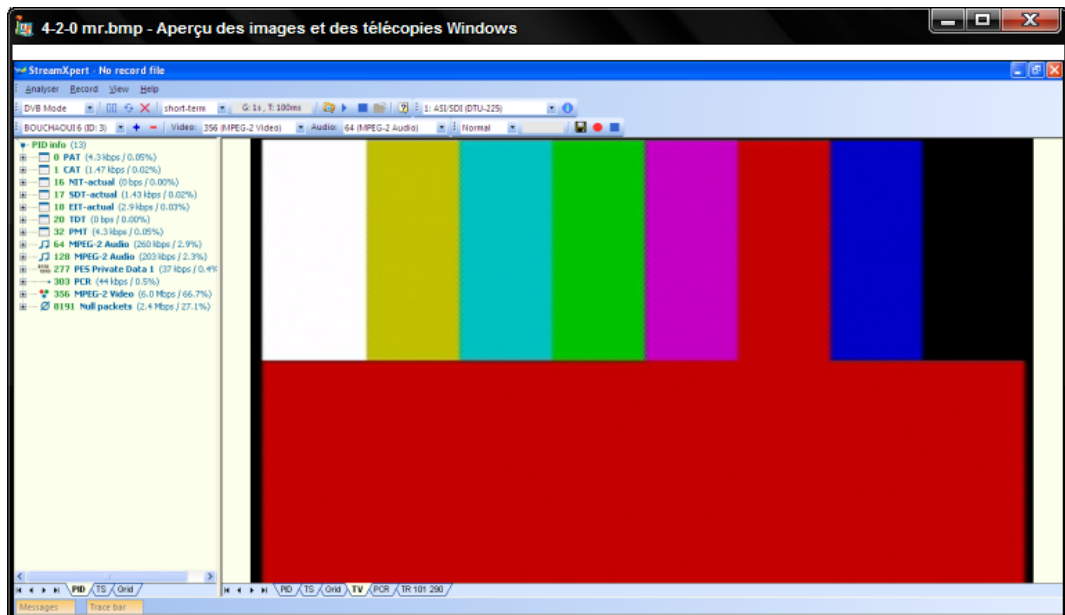 4-2-0 mr.bmp - Aperçu des images et des télécopies Windows
StreamXpert - No record file
Analyser Record View Help
DVB Mode short-term G: 1s, T: 100ms 1: ASI/SDI (DTU-225)
BOUCHAOUI 6 (ID: 3) Video: 356 (MPEG-2 Video) Audio: 64 (MPEG-2 Audio) Normal
PID info (13)
0 PAT (4.3 kbps / 0.05%)
1 CAT (1.47 kbps / 0.02%)
16 NIT-actual (0 bps / 0.00%)
17 SDT-actual (1.43 kbps / 0.02%)
18 EIT-actual (2.9 kbps / 0.03%)
20 TDT (0 bps / 0.00%)
32 PMT (4.3 kbps / 0.05%)
64 MPEG-2 Audio (260 kbps / 2.9%)
128 MPEG-2 Audio (203 kbps / 2.3%)
277 PES Private Data 1 (37 kbps / 0.4%
303 PCR (44 kbps / 0.5%)
356 MPEG-2 Video (6.0 Mbps / 66.7%)
8191 Null packets (2.4 Mbps / 27.1%)
PID TS Grid PID TS Grid TV PCR TR 101 290
Messages Trace bar